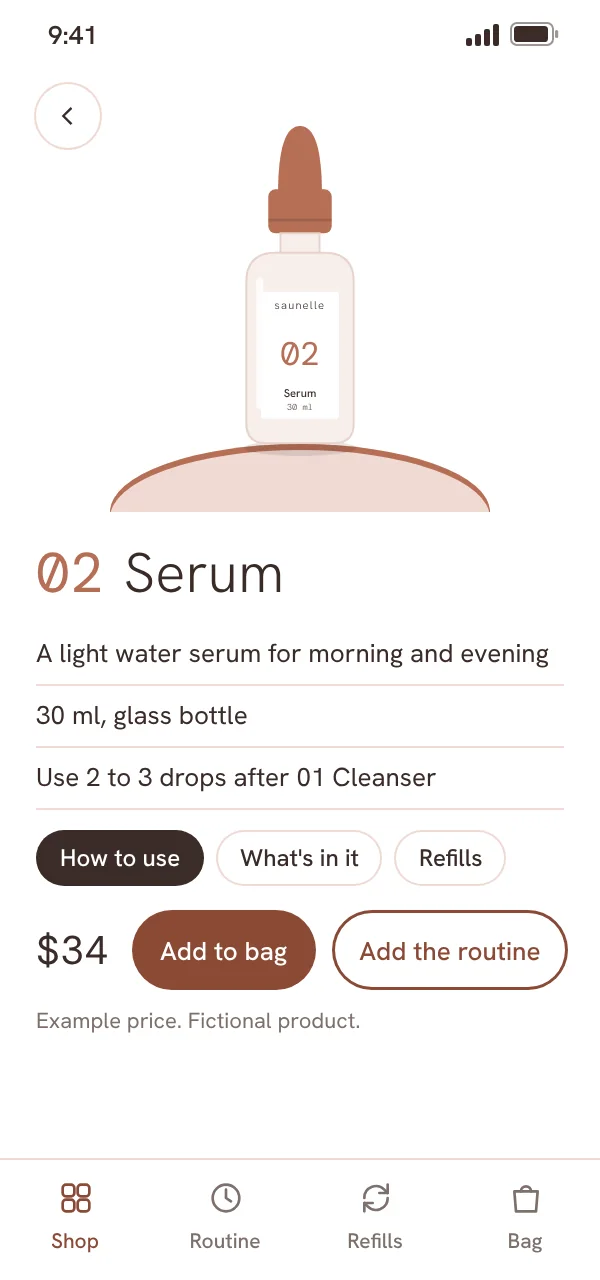 9:41
saunelle
02
Serum
30 ml
02 Serum
A light water serum for morning and evening
30 ml, glass bottle
Use 2 to 3 drops after 01 Cleanser
How to use What's in it Refills
$34 Add to bag Add the routine
Example price. Fictional product.
Shop Routine Refills Bag